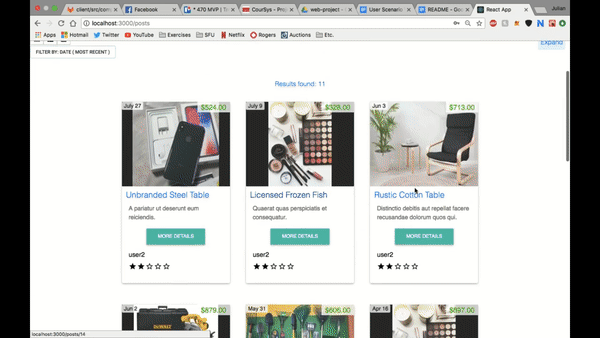 client/src/com
Facebook
* 470 MVP | T
CourSys - Pro
web-project -
User Scenario
README - Goo
React App
Julian
localhost:3000/posts
Apps
Hotmail
Twitter
YouTube
Exercises
SFU
Netflix
Rogers
Auctions
Etc.
FILTER BY: DATE ( MOST RECENT )
Expand
Results found: 11
July 27
$524.00
July 9
$329.00
Jun 3
$713.00
Unbranded Steel Table
Licensed Frozen Fish
Rustic Cotton Table
A pariatur ut deserunt eum
reiciendis.
Quaerat quas perspiciatis et
consequatur.
Distinctio debitis aut repellat facere
recusandae dolorum quos qui.
MORE DETAILS
MORE DETAILS
MORE DETAILS
user2
user2
user2
Jun 2
$879.00
May 31
$605.00
Apr 16
$697.00
DEWALT
localhost:3000/posts/14